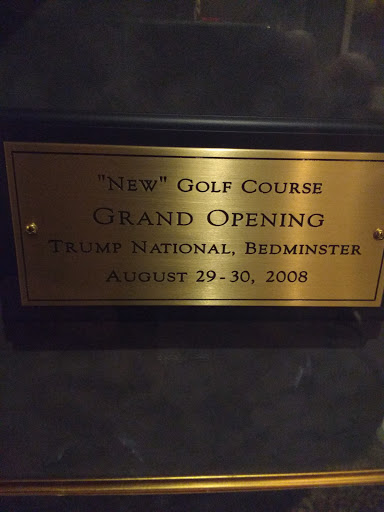 "New" Golf Course
Grand Opening
Trump National, Bedminster
August 29-30, 2008